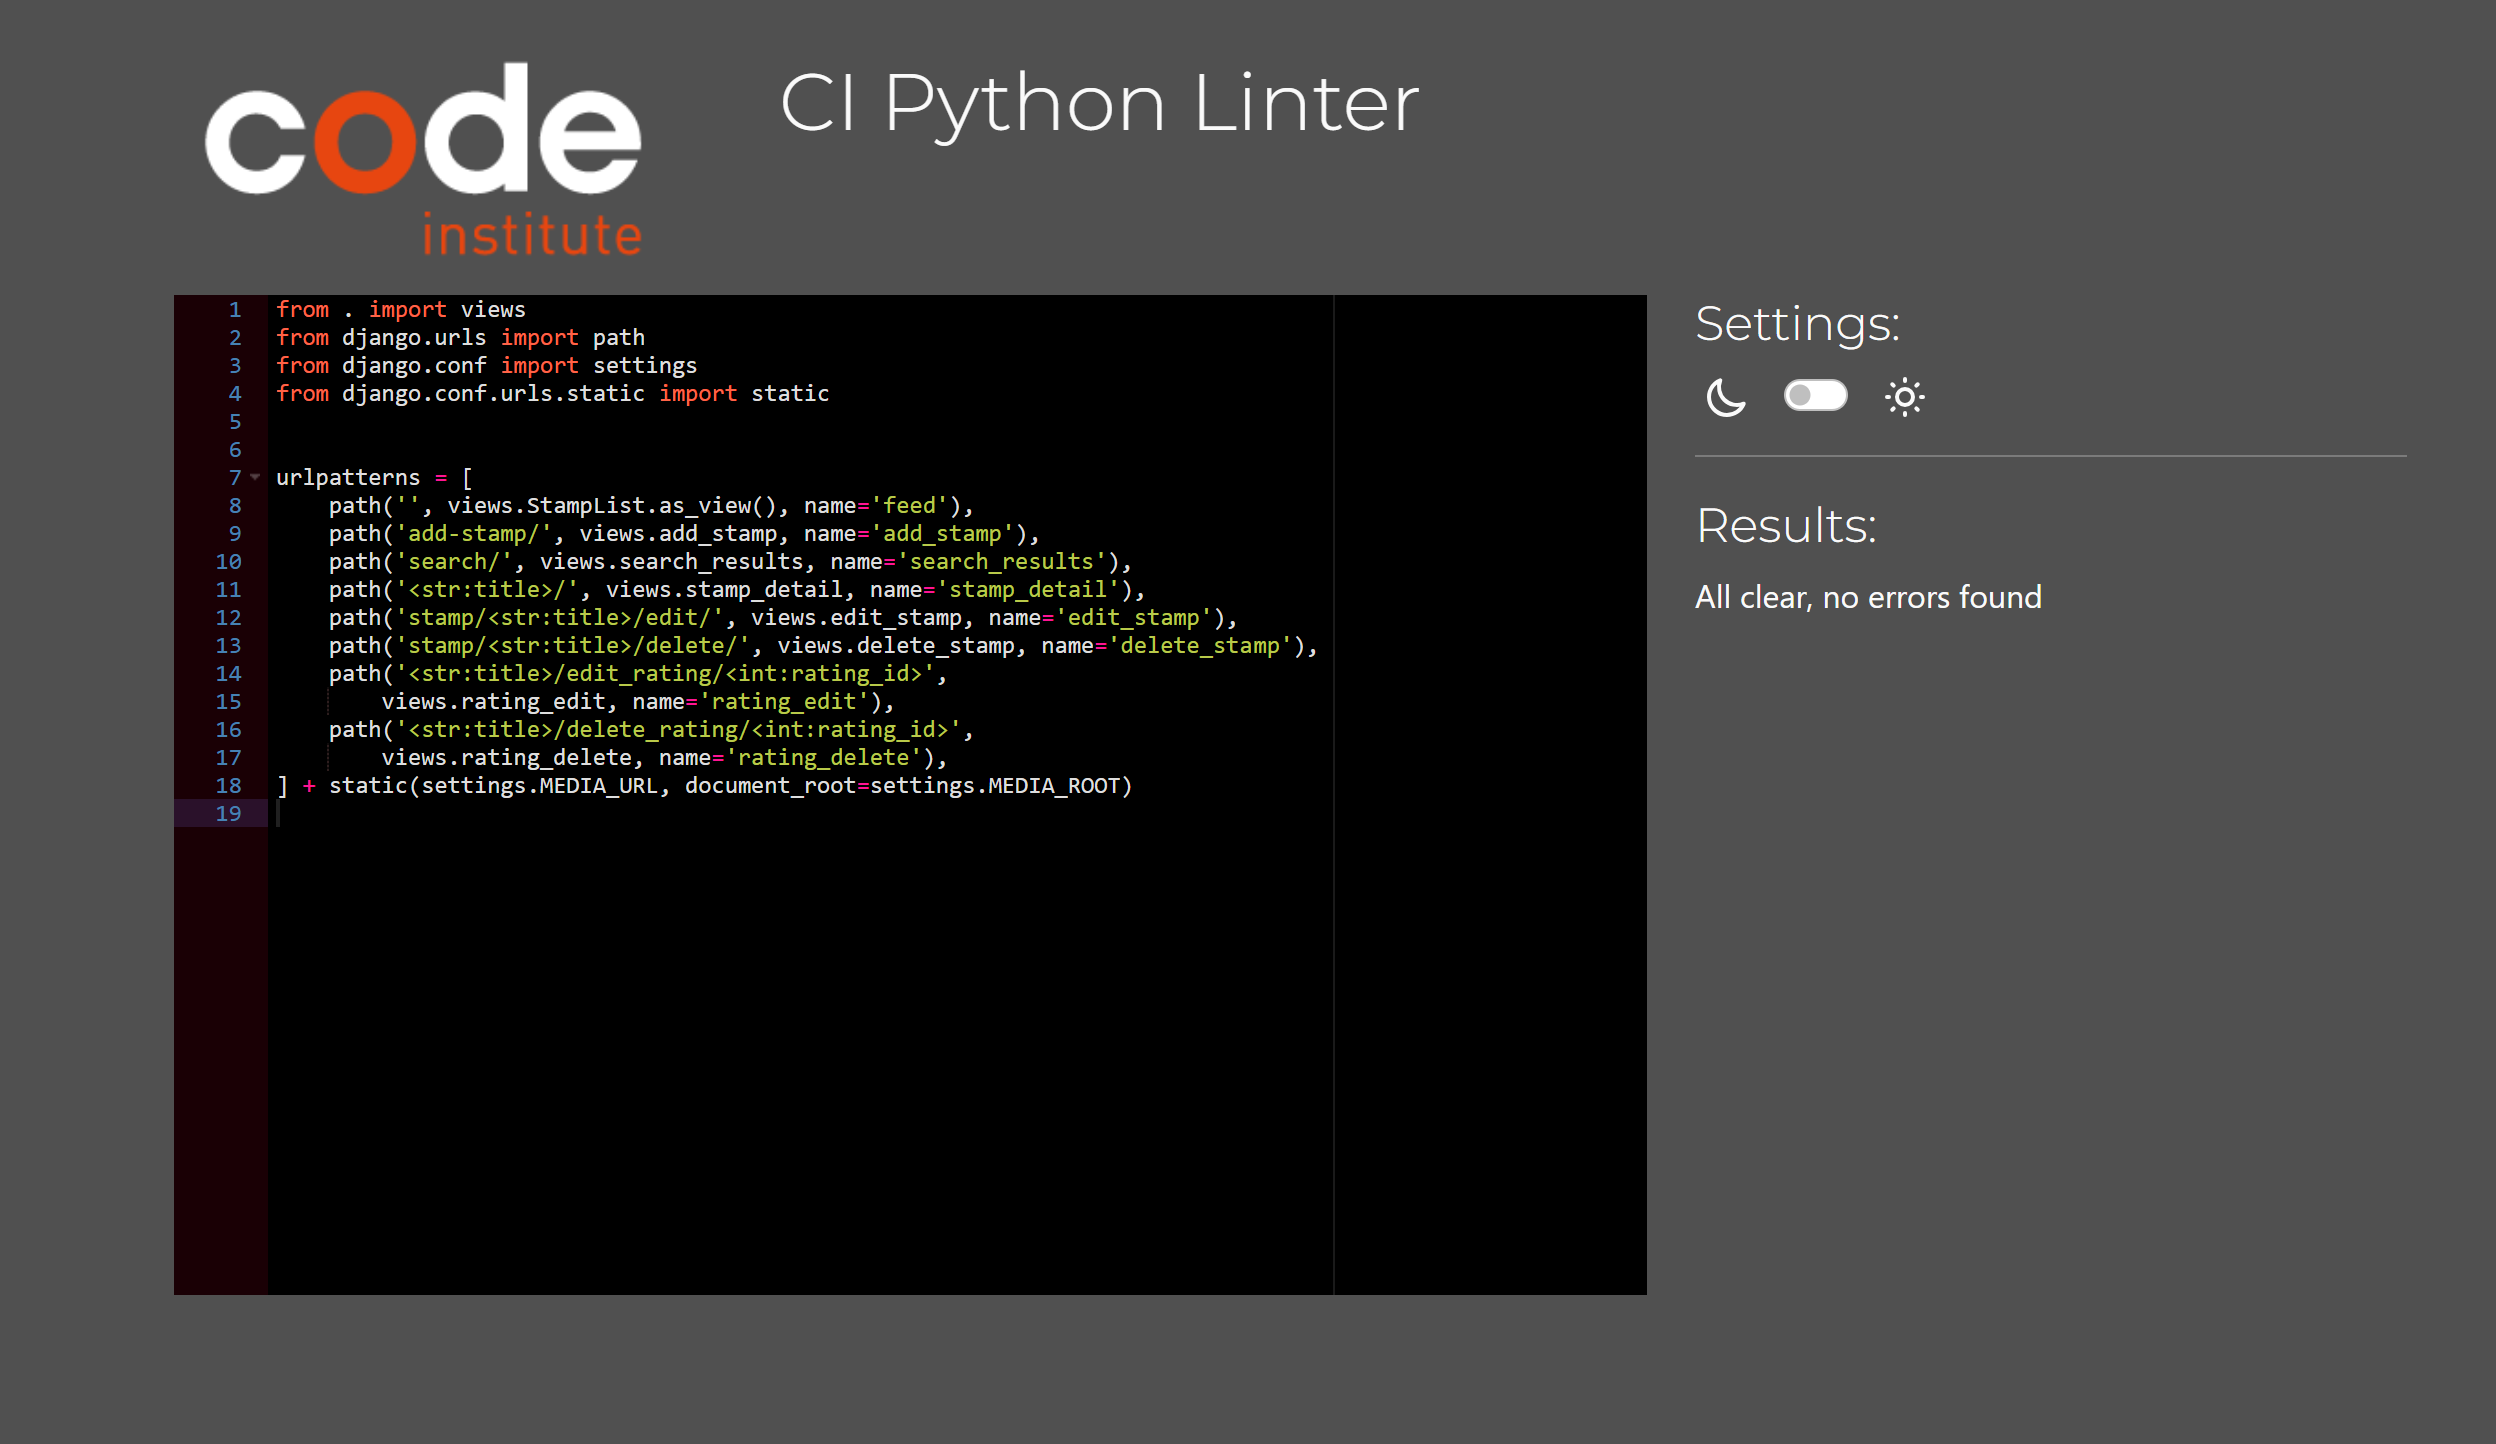 code
institute
CI Python Linter
1 from . import views
2 from django.urls import path
3 from django.conf import settings
4 from django.conf.urls.static import static
5
6
7 urlpatterns = [
8     path('', views.StampList.as_view(), name='feed'),
9     path('add-stamp/', views.add_stamp, name='add_stamp'),
10     path('search/', views.search_results, name='search_results'),
11     path('<str:title>/', views.stamp_detail, name='stamp_detail'),
12     path('stamp/<str:title>/edit/', views.edit_stamp, name='edit_stamp'),
13     path('stamp/<str:title>/delete/', views.delete_stamp, name='delete_stamp'),
14     path('<str:title>/edit_rating/<int:rating_id>',
15         views.rating_edit, name='rating_edit'),
16     path('<str:title>/delete_rating/<int:rating_id>',
17         views.rating_delete, name='rating_delete'),
18 ] + static(settings.MEDIA_URL, document_root=settings.MEDIA_ROOT)
19
Settings:
Results:
All clear, no errors found